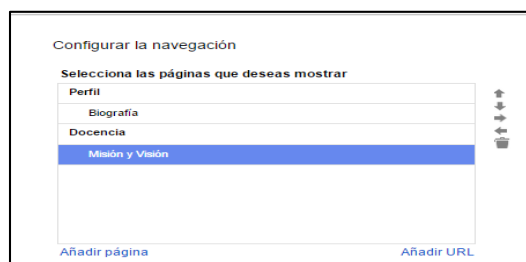 Configurar la navegación
Selecciona las páginas que deseas mostrar
Perfil
Biografía
Docencia
Misión y Visión
Añadir página Añadir URL